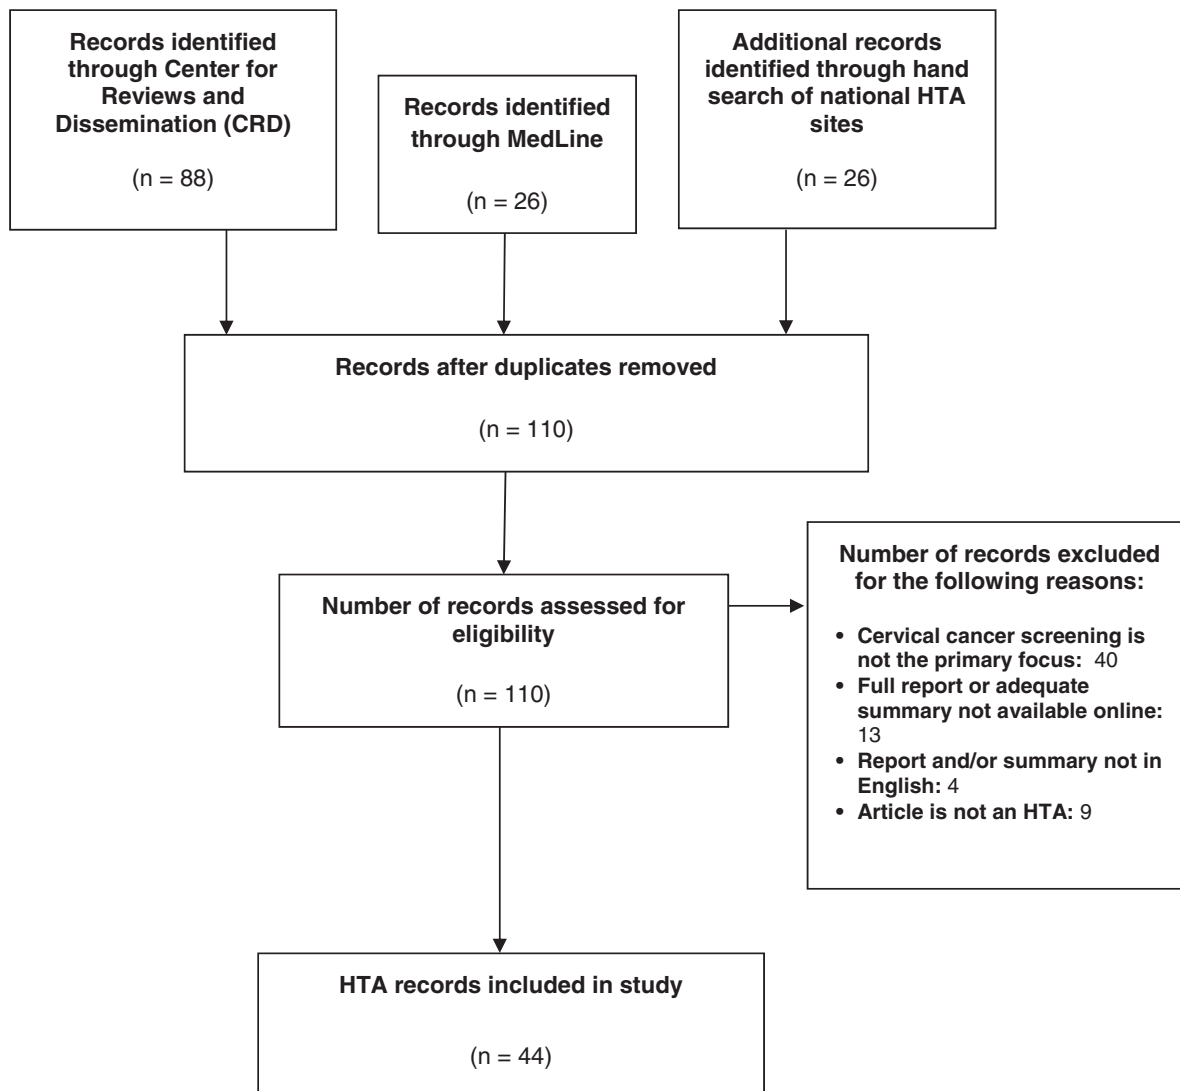 Records identified
through Center for
Reviews and
Dissemination (CRD)
(n = 88)
Records identified
through MedLine
(n = 26)
Additional records
identified through hand
search of national HTA
sites
(n = 26)
Records after duplicates removed
(n = 110)
Number of records assessed for
eligibility
(n = 110)
Number of records excluded
for the following reasons:
• Cervical cancer screening is
not the primary focus: 40
• Full report or adequate
summary not available online:
13
• Report and/or summary not in
English: 4
• Article is not an HTA: 9
HTA records included in study
(n = 44)